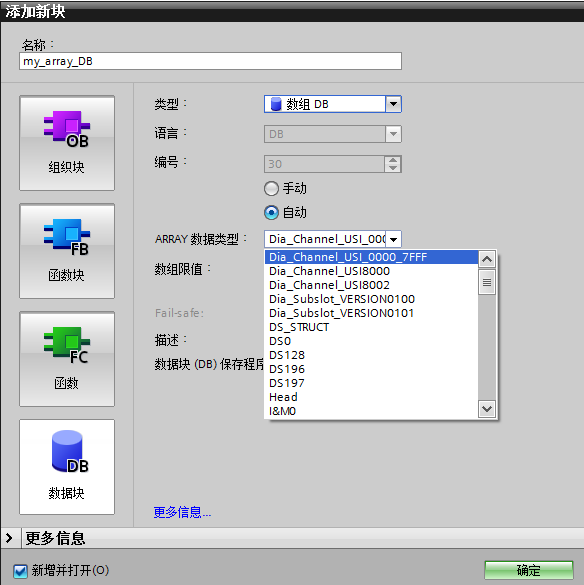 添加新块
名称：
my_array_DB
OB
组织块
FB
函数块
FC
函数
DB
数据块
类型：
数组 DB
语言：
DB
编号：
30
手动
自动
ARRAY 数据类型：
Dia_Channel_USI_000
数组限值：
Dia_Channel_USI_0000_7FFF
Dia_Channel_USI8000
Dia_Channel_USI8002
Dia_Subslot_VERSION0100
Dia_Subslot_VERSION0101
DS_STRUCT
DS0
DS128
DS196
DS197
Head
I&M0
Fail-safe:
描述：
数据块 (DB) 保存程序
更多信息...
更多信息
新增并打开(O)
确定